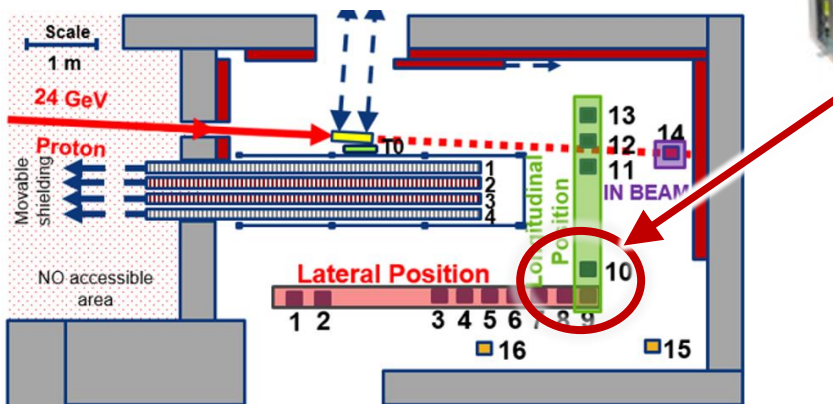 Scale
1 m
24 GeV
Proton
Movable
shielding
NO accessible
area
T0
1
2
3
4
Longitudinal
Position
13
12
11
10
14
IN BEAM
Lateral Position
1 2 3 4 5 6 7 8 9
16
15